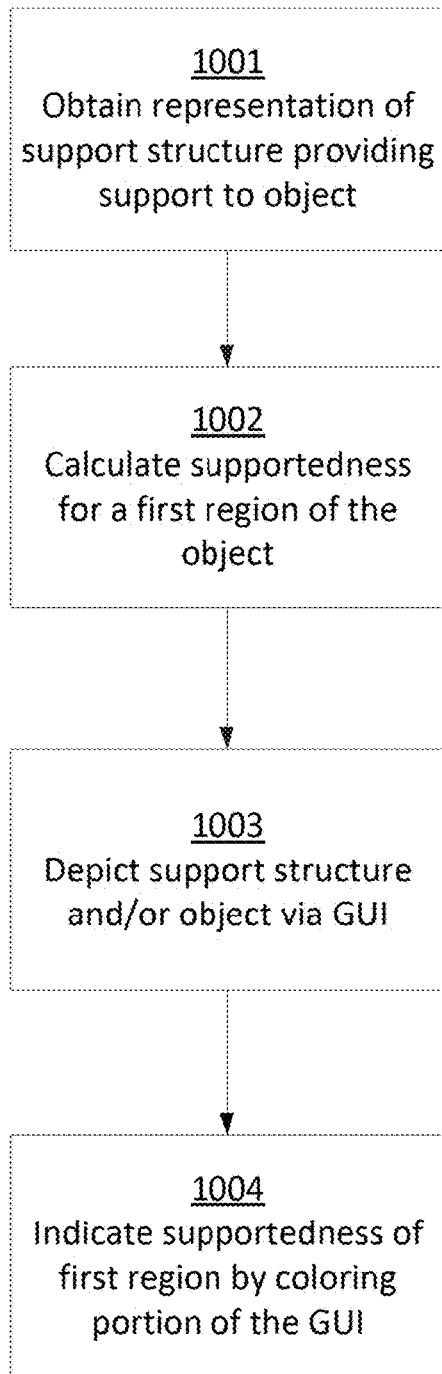 1001
Obtain representation of
support structure providing
support to object
1002
Calculate supportedness
for a first region of the
object
1003
Depict support structure
and/or object via GUI
1004
Indicate supportedness of
first region by coloring
portion of the GUI